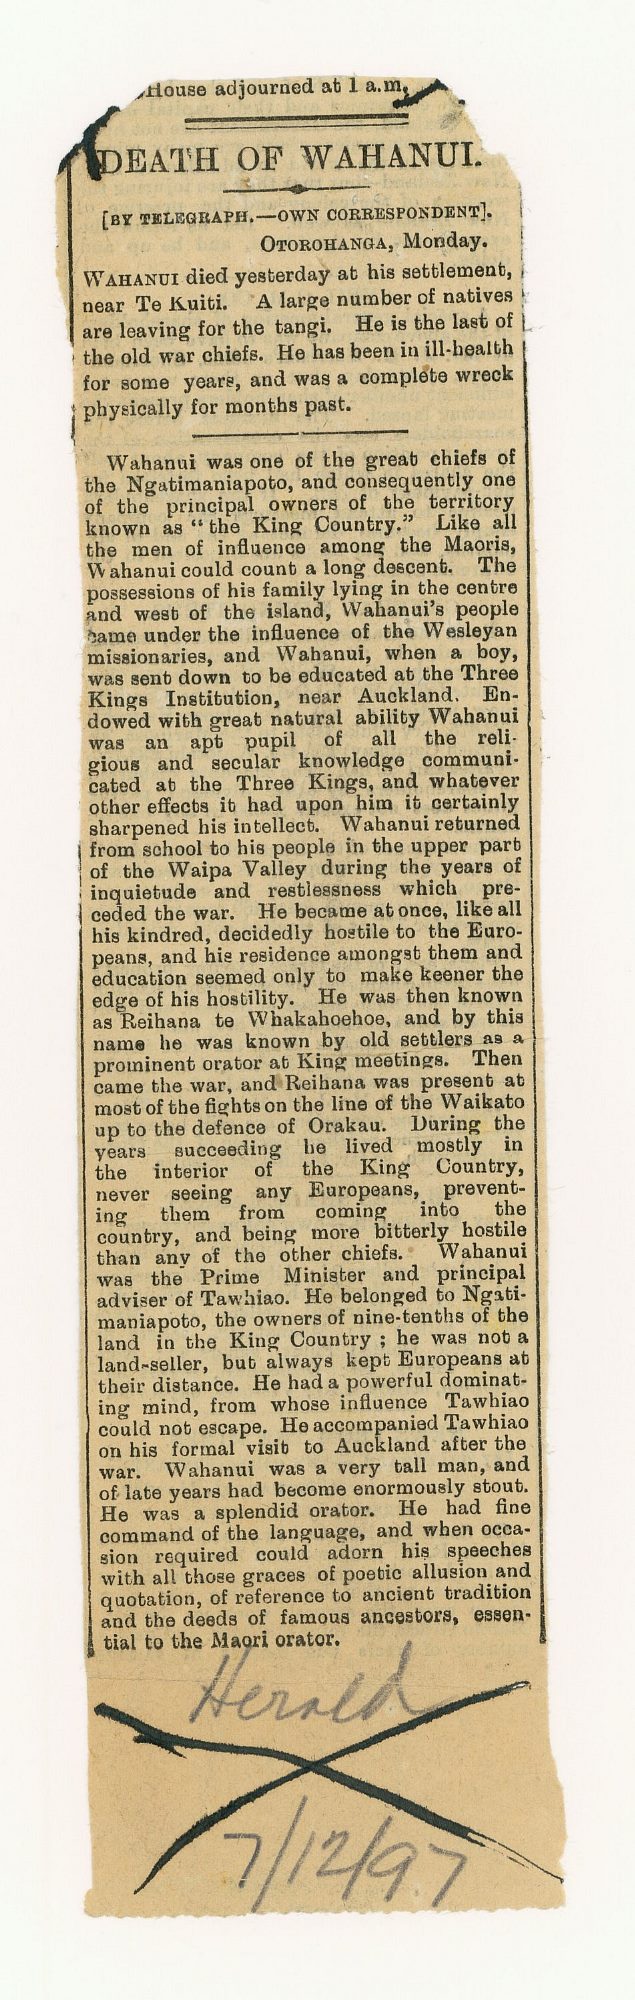 House adjourned at 1 a.m.
DEATH OF WAHANUI.
[BY TELEGRAPH.—OWN CORRESPONDENT].
OTOROHANGA, Monday.
WAHANUI died yesterday at his settlement,
near Te Kuiti. A large number of natives
are leaving for the tangi. He is the last of
the old war chiefs. He has been in ill-health
for some years, and was a complete wreck
physically for months past.
Wahanui was one of the great chiefs of
the Ngatimaniapoto, and consequently one
of the principal owners of the territory
known as "the King Country." Like all
the men of influence among the Maoris,
Wahanui could count a long descent. The
possessions of his family lying in the centre
and west of the island, Wahanui's people
came under the influence of the Wesleyan
missionaries, and Wahanui, when a boy,
was sent down to be educated at the Three
Kings Institution, near Auckland. En-
dowed with great natural ability Wahanui
was an apt pupil of all the reli-
gious and secular knowledge communi-
cated at the Three Kings, and whatever
other effects it had upon him it certainly
sharpened his intellect. Wahanui returned
from school to his people in the upper part
of the Waipa Valley during the years of
inquietude and restlessness which pre-
ceded the war. He became at once, like all
his kindred, decidedly hostile to the Euro-
peans, and his residence amongst them and
education seemed only to make keener the
edge of his hostility. He was then known
as Reihana te Whakahoehoe, and by this
name he was known by old settlers as a
prominent orator at King meetings. Then
came the war, and Reihana was present at
most of the fights on the line of the Waikato
up to the defence of Orakau. During the
years succeeding he lived mostly in
the interior of the King Country,
never seeing any Europeans, prevent-
ing them from coming into the
country, and being more bitterly hostile
than any of the other chiefs. Wahanui
was the Prime Minister and principal
adviser of Tawhiao. He belonged to Ngati-
maniapoto, the owners of nine-tenths of the
land in the King Country ; he was not a
land-seller, but always kept Europeans at
their distance. He had a powerful dominat-
ing mind, from whose influence Tawhiao
could not escape. He accompanied Tawhiao
on his formal visit to Auckland after the
war. Wahanui was a very tall man, and
of late years had become enormously stout.
He was a splendid orator. He had fine
command of the language, and when occa-
sion required could adorn his speeches
with all those graces of poetic allusion and
quotation, of reference to ancient tradition
and the deeds of famous ancestors, essen-
tial to the Maori orator.
Herald
7/12/97